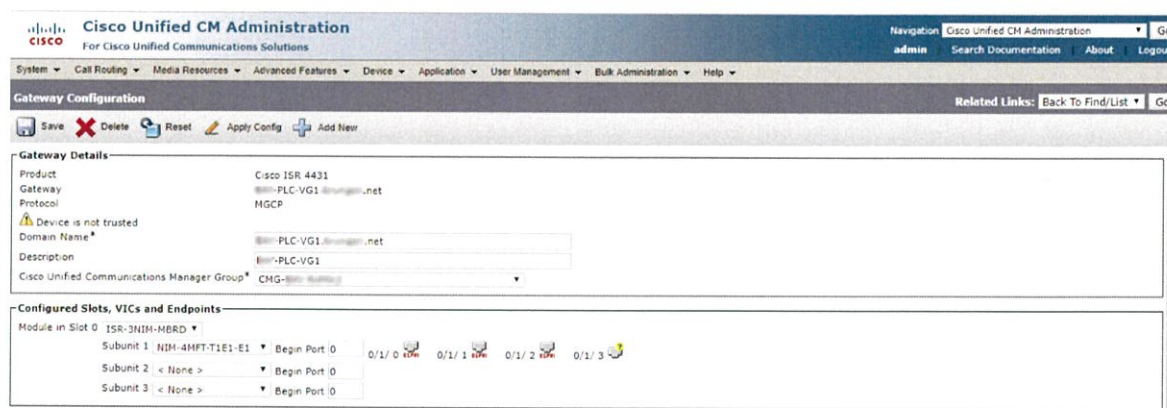 CISCO
Cisco Unified CM Administration
For Cisco Unified Communications Solutions
Navigation Cisco Unified CM Administration Go
admin Search Documentation About Logou
System Call Routing Media Resources Advanced Features Device Application User Management Bulk Administration Help
Gateway Configuration
Related Links: Back To Find/List Go
Save Delete Reset Apply Config Add New
Gateway Details
Product Cisco ISR 4431
Gateway -PLC-VG1 .net
Protocol MGCP
Device is not trusted
Domain Name* -PLC-VG1. .net
Description -PLC-VG1
Cisco Unified Communications Manager Group* CMG-
Configured Slots, VICs and Endpoints
Module in Slot 0 ISR-3NIM-MBRD
Subunit 1 NIM-4MFT-T1E1-E1 Begin Port 0 0/1/ 0 0/1/ 1 0/1/ 2 0/1/ 3
Subunit 2 < None > Begin Port 0
Subunit 3 < None > Begin Port 0